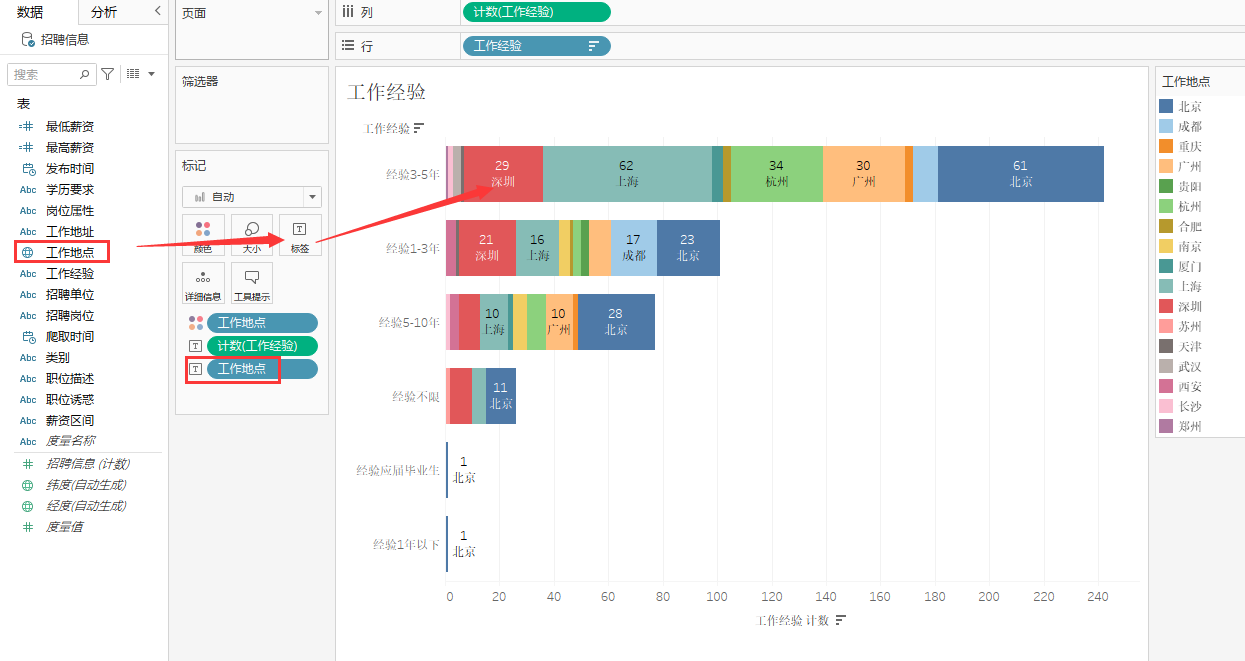 数据 分析
招聘信息
搜索
表
最低薪资
最高薪资
发布时间
Abc 学历要求
Abc 岗位属性
Abc 工作地址
工作地点
Abc 工作经验
Abc 招聘单位
Abc 招聘岗位
爬取时间
Abc 类别
Abc 职位描述
Abc 职位诱惑
Abc 薪资区间
Abc 度量名称
招聘信息 (计数)
纬度(自动生成)
经度(自动生成)
度量值
页面
筛选器
标记
自动
颜色 大小 标签
详细信息 工具提示
工作地点
计数(工作经验)
工作地点
列 计数(工作经验)
行 工作经验
工作经验
工作经验
经验3-5年
29 62 34 30 61
深圳 上海 杭州 广州 北京
经验1-3年
21 16 17 23
深圳 上海 成都 北京
经验5-10年
10 10 28
上海 广州 北京
经验不限
11
北京
经验应届毕业生
1
北京
经验1年以下
1
北京
0 20 40 60 80 100 120 140 160 180 200 220 240
工作经验 计数
工作地点
北京
成都
重庆
广州
贵阳
杭州
合肥
南京
厦门
上海
深圳
苏州
天津
武汉
西安
长沙
郑州